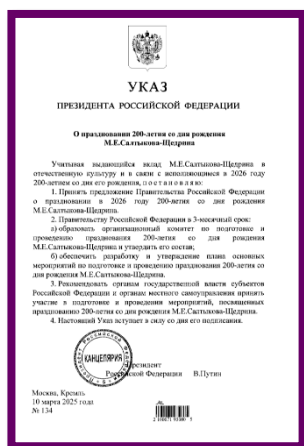 УКАЗ
ПРЕЗИДЕНТА РОССИЙСКОЙ ФЕДЕРАЦИИ
О праздновании 200-летия со дня рождения
М.Е.Салтыкова-Щедрина
Учитывая выдающийся вклад М.Е.Салтыкова-Щедрина в
отечественную культуру и в связи с исполняющимся в 2026 году
200-летием со дня его рождения, постановляю:
1. Принять предложение Правительства Российской Федерации
о праздновании в 2026 году 200-летия со дня рождения
М.Е.Салтыкова-Щедрина.
2. Правительству Российской Федерации в 3-месячный срок:
а) образовать организационный комитет по подготовке и
проведению празднования 200-летия со дня рождения
М.Е.Салтыкова-Щедрина и утвердить его состав;
б) обеспечить разработку и утверждение плана основных
мероприятий по подготовке и проведению празднования 200-летия со
дня рождения М.Е.Салтыкова-Щедрина.
3. Рекомендовать органам государственной власти субъектов
Российской Федерации и органам местного самоуправления принять
участие в подготовке и проведении мероприятий, посвященных
празднованию 200-летия со дня рождения М.Е.Салтыкова-Щедрина.
4. Настоящий Указ вступает в силу со дня его подписания.
КАНЦЕЛЯРИЯ
Президент
Российской Федерации В.Путин
Москва, Кремль
10 марта 2025 года
№ 134